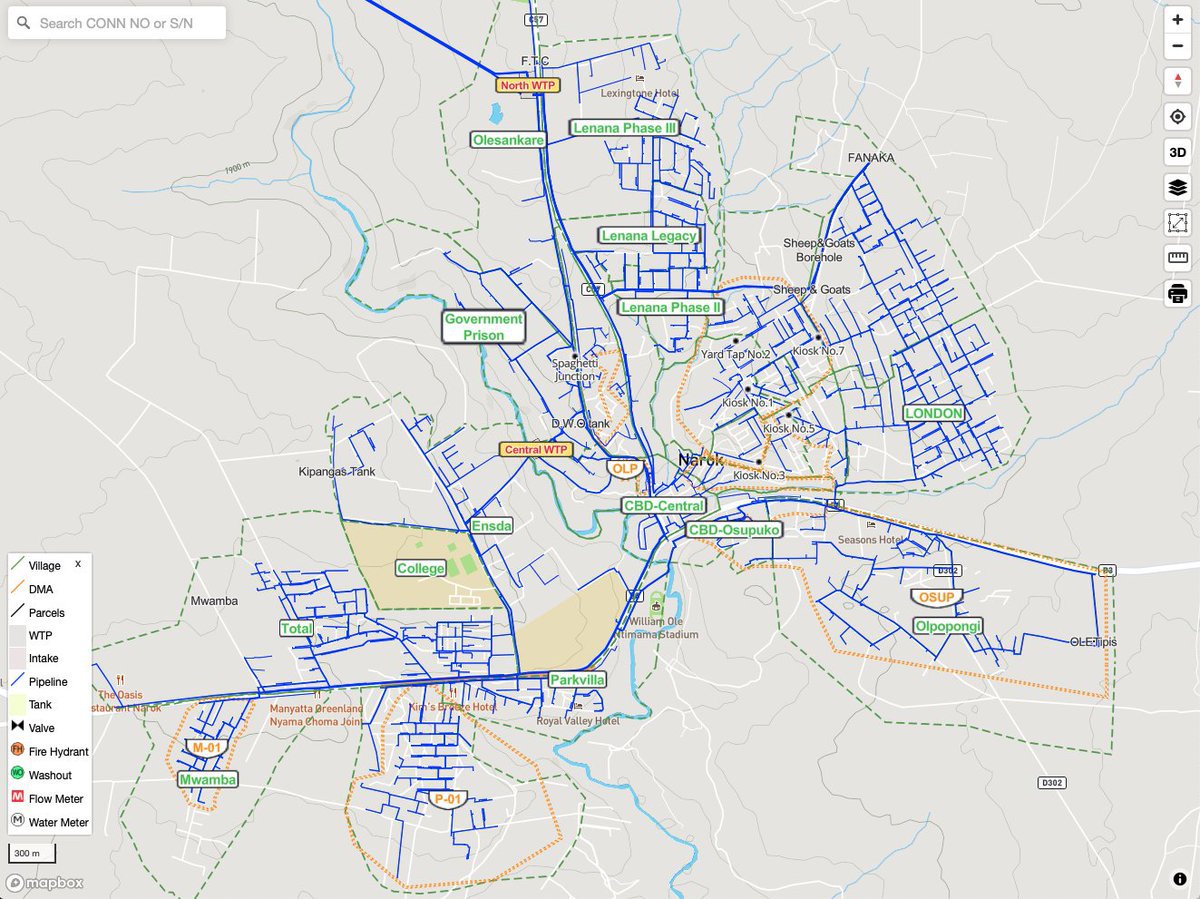 Search CONN NO or S/N
C57
F.T.C
North WTP
Lexingtone Hotel
Lenana Phase III
Olesankare
1900 m
FANAKA
Lenana Legacy
Sheep&Goats
Borehole
Sheep & Goats
Lenana Phase II
Government
Prison
Yard Tap No.2
Kiosk No.7
Spaghetti
Junction
Kiosk No.1
LONDON
D.W.O tank
Kiosk No.5
Central WTP
Narok
OLP
Kipangas Tank
Kiosk No.3
CBD-Central
Ensda
CBD-Osupuko
Seasons Hotel
College
D302
B3
Mwamba
OSUP
William Ole
Ntimama Stadium
Total
Olpopongi
OLETipis
Parkvilla
The Oasis
staurant Narok
Manyatta Greenland
Nyama Choma Joint
Kim's Breeze Hotel
Royal Valley Hotel
M-01
Mwamba
P-01
D302
Village x
DMA
Parcels
WTP
Intake
Pipeline
Tank
Valve
FH Fire Hydrant
WO Washout
M Flow Meter
M Water Meter
300 m
mapbox
+
−
3D
i